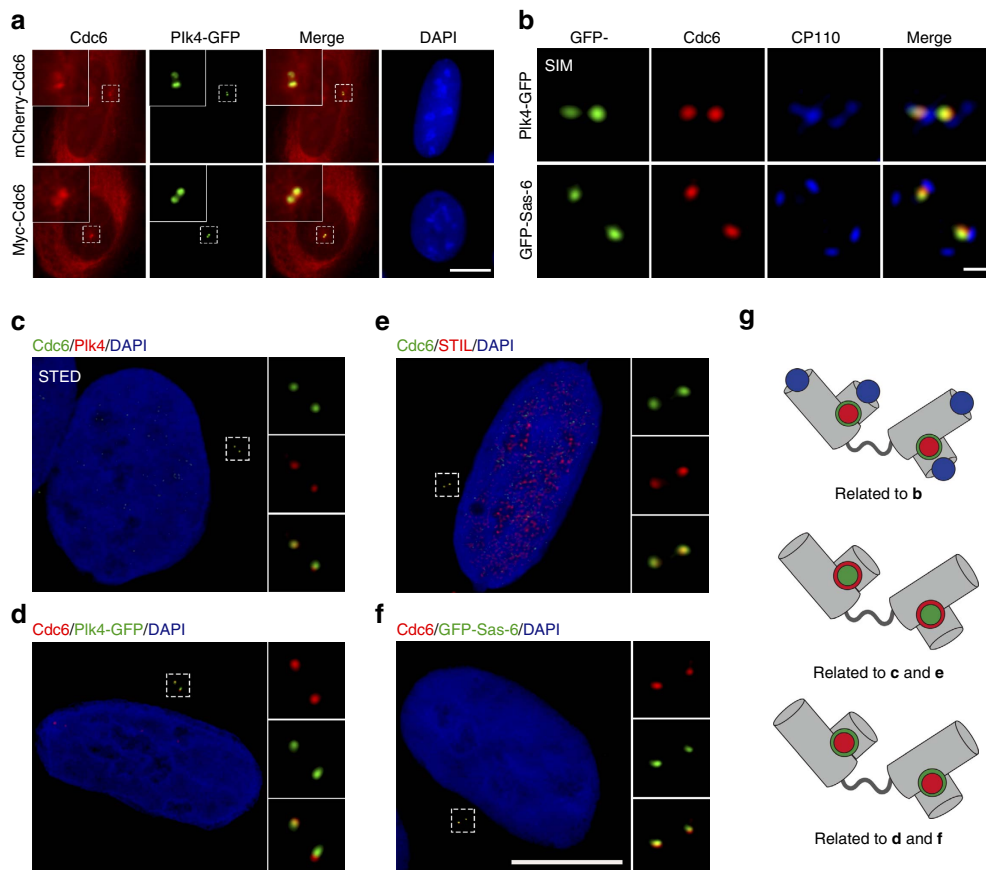 a
Cdc6 Plk4-GFP Merge DAPI
mCherry-Cdc6
Myc-Cdc6
b
GFP- Cdc6 CP110 Merge
SIM
Plk4-GFP
GFP-Sas-6
c
Cdc6/Plk4/DAPI
STED
e
Cdc6/STIL/DAPI
g
Related to b
Related to c and e
Related to d and f
d
Cdc6/Plk4-GFP/DAPI
f
Cdc6/GFP-Sas-6/DAPI